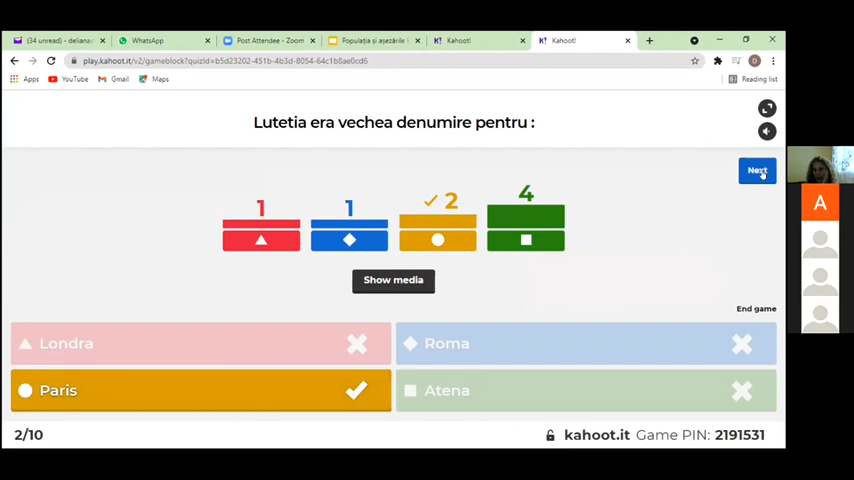 (34 unread) - deliana
WhatsApp
Post Attendee - Zoom
Populația și așezările
Kahoot!
Kahoot!
play.kahoot.it/v2/gameblock?quizId=b5d23202-451b-4b3d-8054-64c1b8ae0cd6
D
Apps
YouTube
Gmail
Maps
Reading list
Lutetia era vechea denumire pentru :
Next
1
1
2
4
A
Show media
End game
Londra
Roma
Paris
Atena
2/10
kahoot.it Game PIN: 2191531